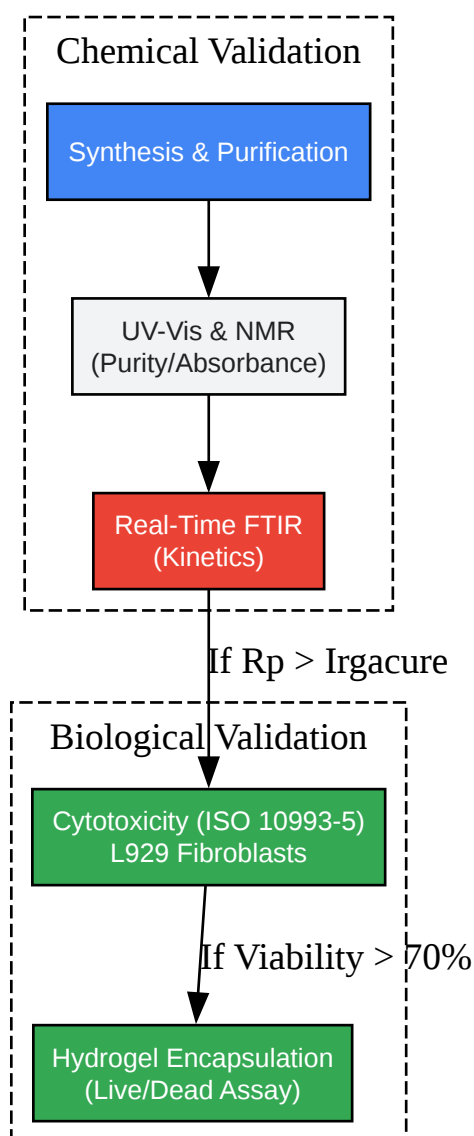 Chemical Validation
Synthesis & Purification
UV-Vis & NMR
(Purity/Absorbance)
Real-Time FTIR
(Kinetics)
If Rp > Irgacure
Biological Validation
Cytotoxicity (ISO 10993-5)
L929 Fibroblasts
If Viability > 70%
Hydrogel Encapsulation
(Live/Dead Assay)